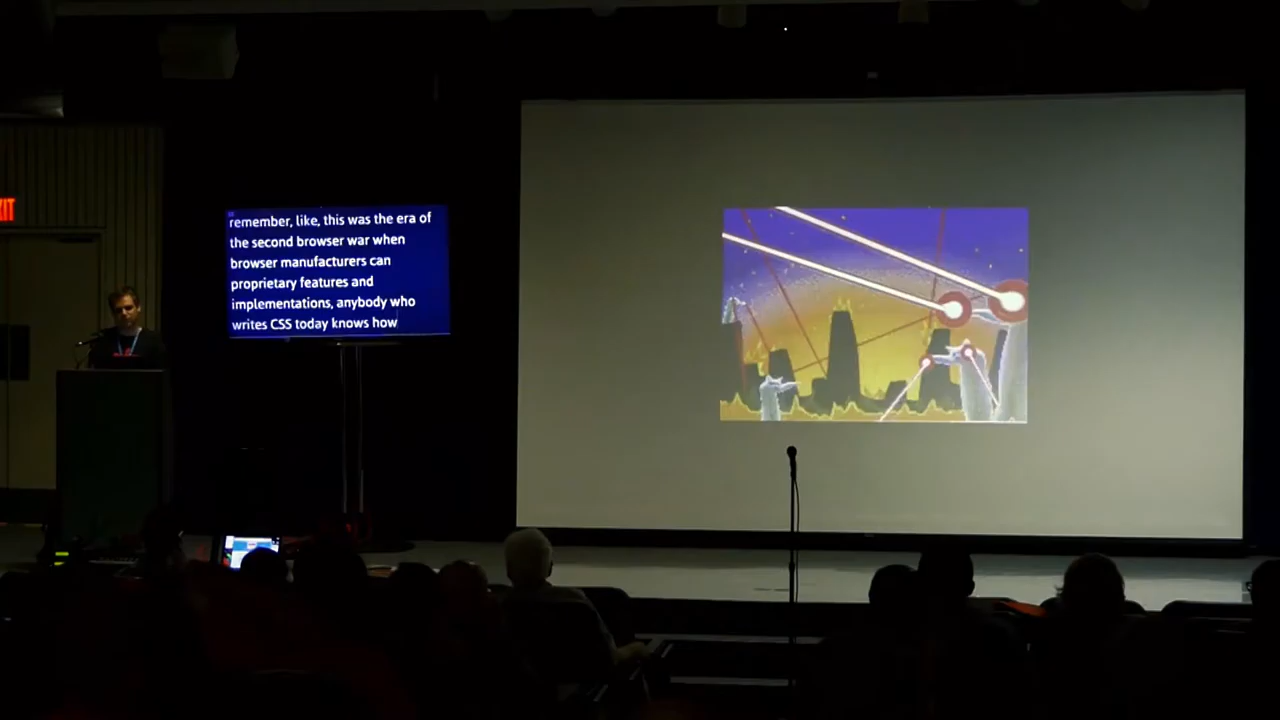 XIT
remember, like, this was the era of
the second browser war when
browser manufacturers can
proprietary features and
implementations, anybody who
writes CSS today knows how